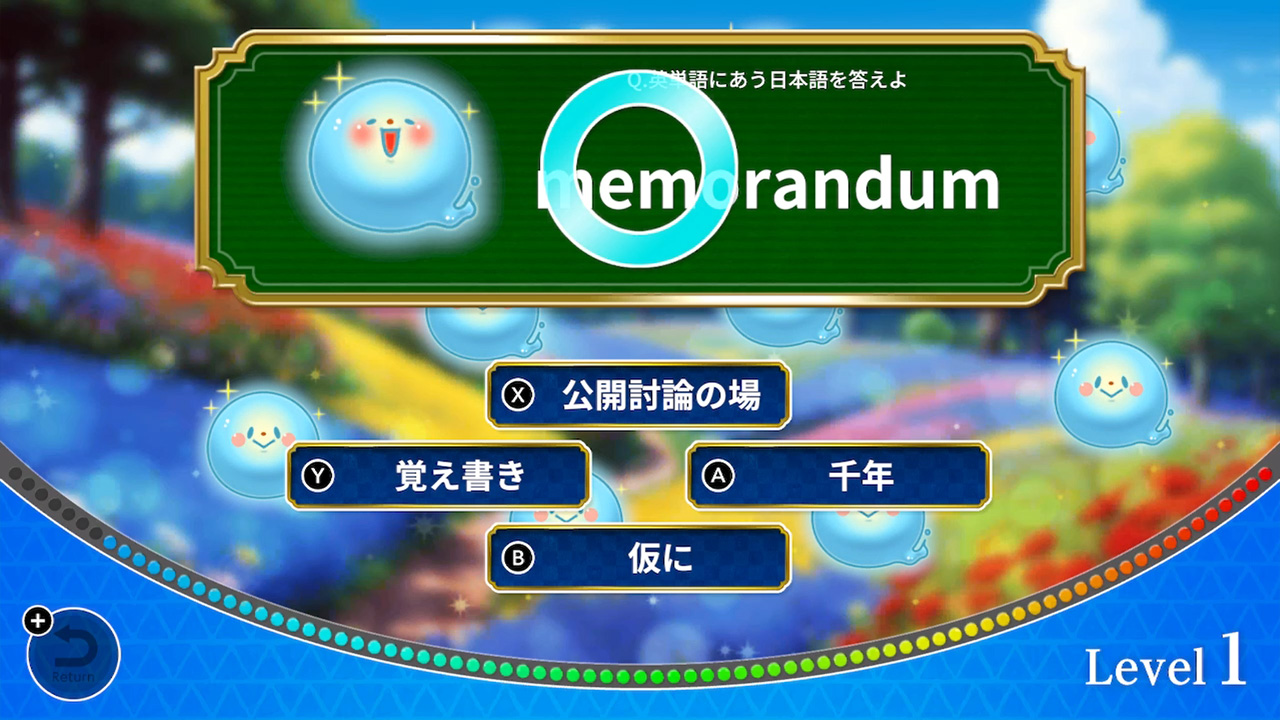 Q.英単語にあう日本語を答えよ
memorandum
X 公開討論の場
Y 覚え書き
A 千年
B 仮に
+
Return
Level 1